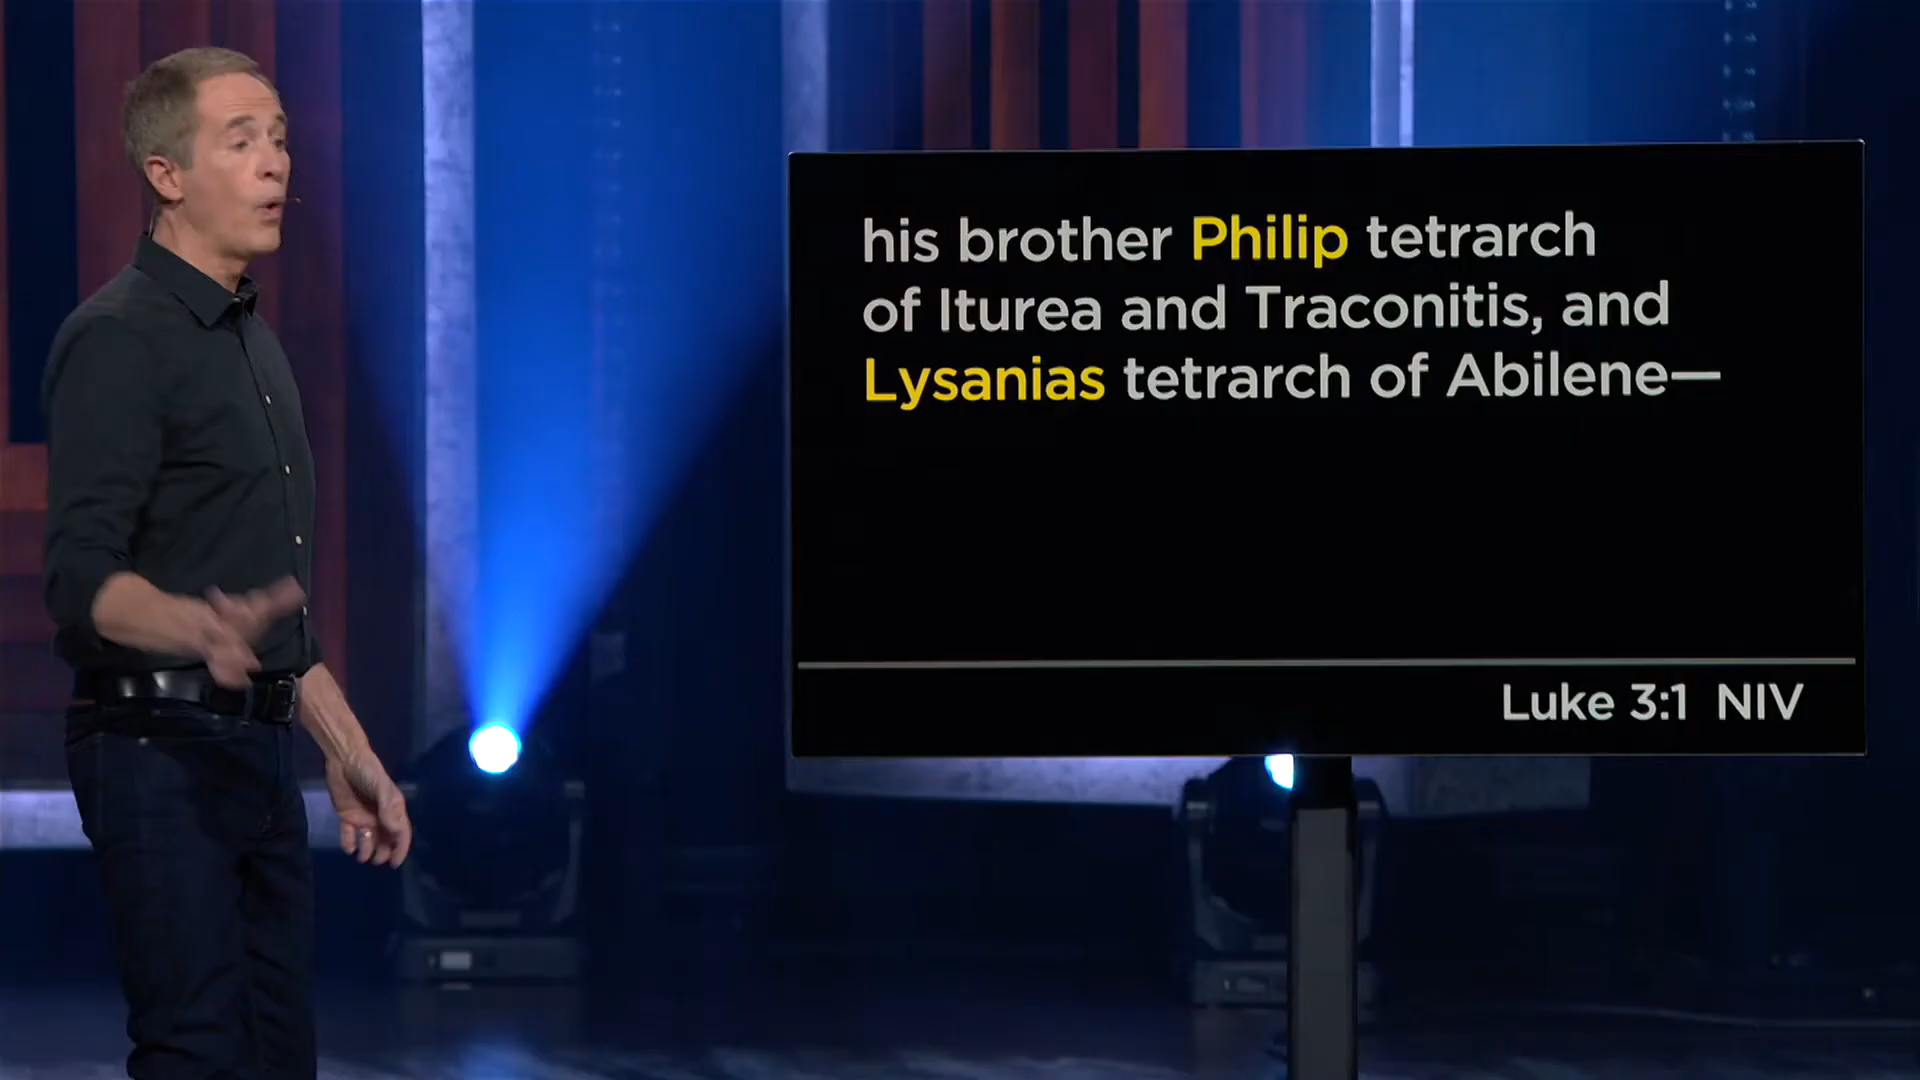 his brother Philip tetrarch
of Iturea and Traconitis, and
Lysanias tetrarch of Abilene—
Luke 3:1 NIV